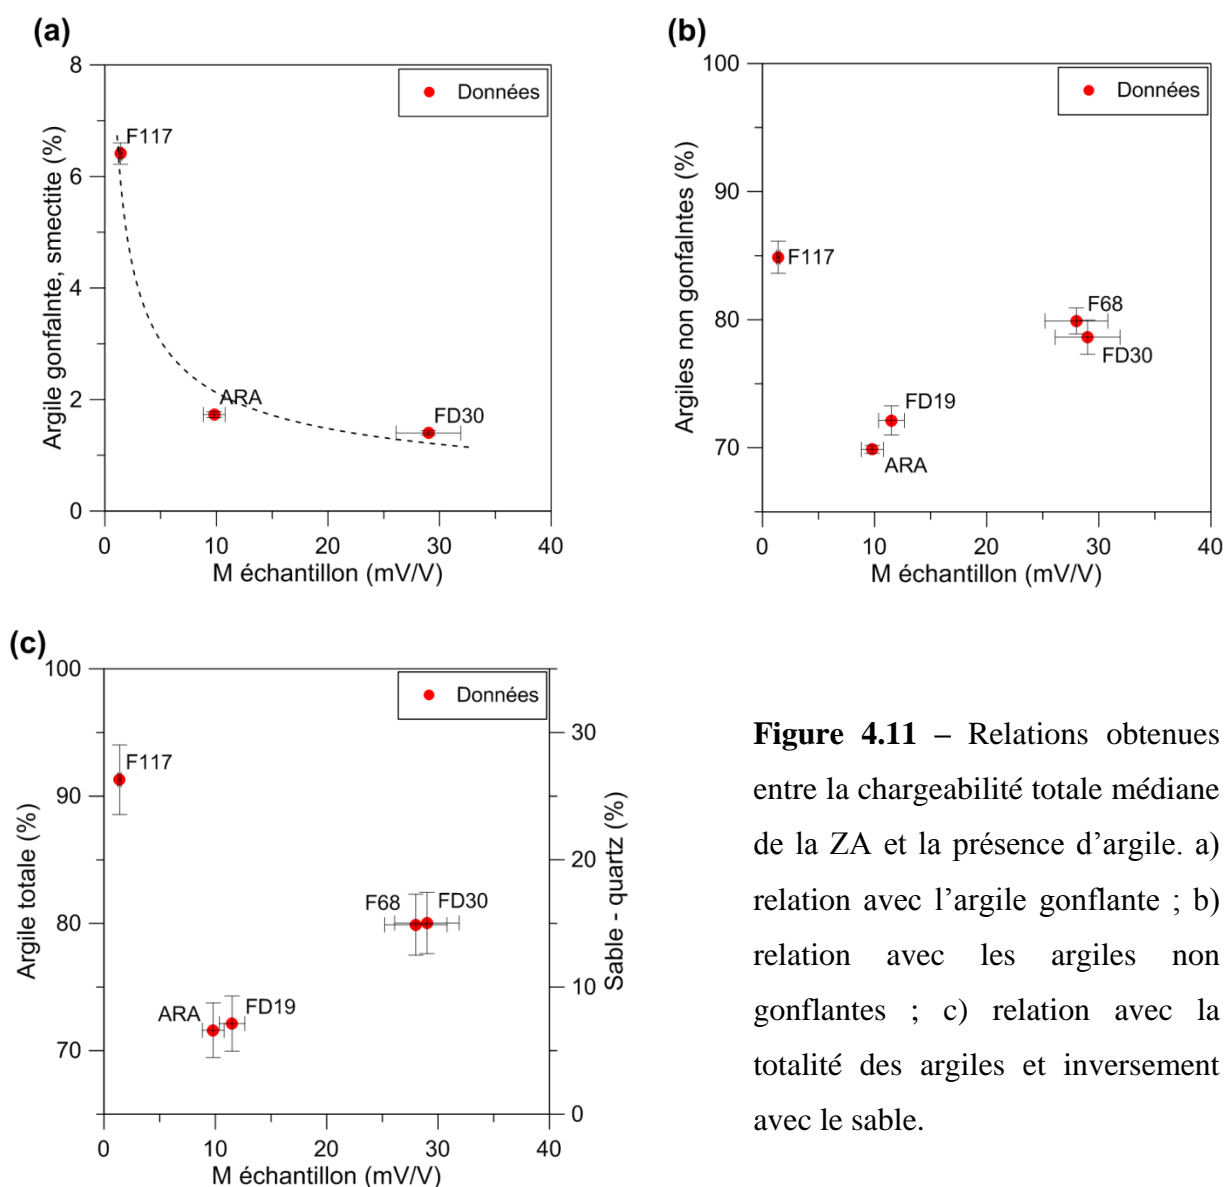 (a)
8
6
4
2
0
Argile gonfalnte, smectite (%)
Données
F117
ARA
FD30
0 10 20 30 40
M échantillon (mV/V)
(b)
100
90
80
70
Argiles non gonfalntes (%)
Données
F117
F68
FD30
FD19
ARA
0 10 20 30 40
M échantillon (mV/V)
(c)
100
90
80
70
Argile totale (%)
Données
F117
F68 FD30
ARA FD19
30
20
10
0
Sable - quartz (%)
0 10 20 30 40
M échantillon (mV/V)
Figure 4.11 – Relations obtenues
entre la chargeabilité totale médiane
de la ZA et la présence d’argile. a)
relation avec l’argile gonflante ; b)
relation avec les argiles non
gonflantes ; c) relation avec la
totalité des argiles et inversement
avec le sable.